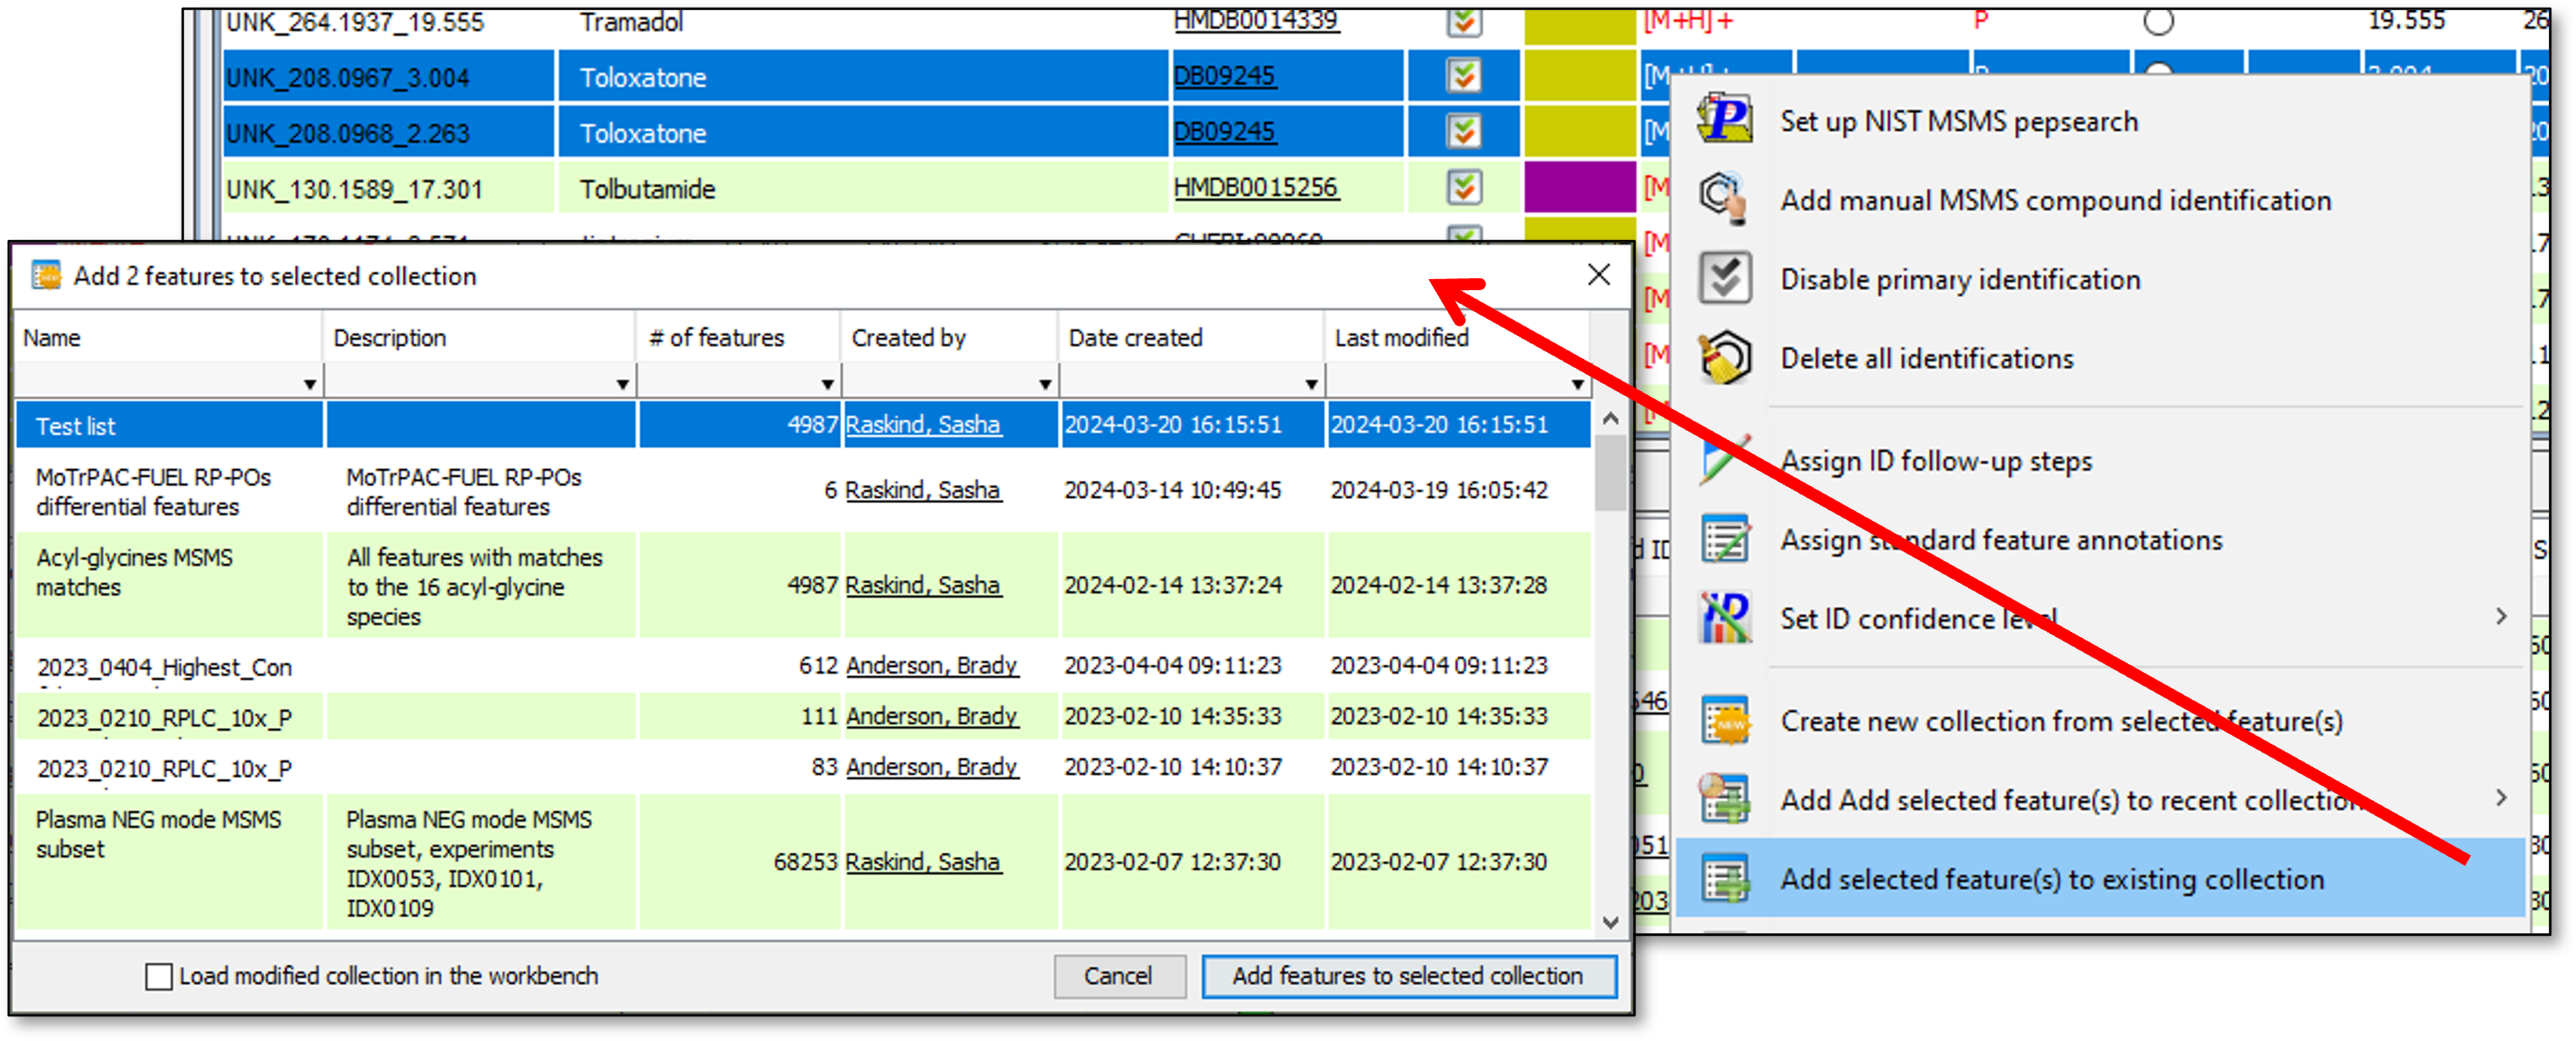 UNK_264.1937_19.555 Tramadol HMDB0014339 [M+H]+ P 19.555 26
UNK_208.0967_3.004 Toloxatone DB09245
UNK_208.0968_2.263 Toloxatone DB09245 [M
UNK_130.1589_17.301 Tolbutamide HMDB0015256 [M
Set up NIST MSMS pepsearch
Add manual MSMS compound identification
Disable primary identification
Delete all identifications
Assign ID follow-up steps
Assign standard feature annotations
Set ID confidence level
Create new collection from selected feature(s)
Add Add selected feature(s) to recent collection
Add selected feature(s) to existing collection
Add 2 features to selected collection
Name Description # of features Created by Date created Last modified
Test list 4987 Raskind, Sasha 2024-03-20 16:15:51 2024-03-20 16:15:51
MoTrPAC-FUEL RP-POs MoTrPAC-FUEL RP-POs
differential features differential features
6 Raskind, Sasha 2024-03-14 10:49:45 2024-03-19 16:05:42
Acyl-glycines MSMS All features with matches
matches to the 16 acyl-glycine
species
4987 Raskind, Sasha 2024-02-14 13:37:24 2024-02-14 13:37:28
2023_0404_Highest_Con 612 Anderson, Brady 2023-04-04 09:11:23 2023-04-04 09:11:23
2023_0210_RPLC_10x_P 111 Anderson, Brady 2023-02-10 14:35:33 2023-02-10 14:35:33
2023_0210_RPLC_10x_P 83 Anderson, Brady 2023-02-10 14:10:37 2023-02-10 14:10:37
Plasma NEG mode MSMS Plasma NEG mode MSMS
subset subset, experiments
IDX0053, IDX0101,
IDX0109
68253 Raskind, Sasha 2023-02-07 12:37:30 2023-02-07 12:37:30
Load modified collection in the workbench Cancel Add features to selected collection